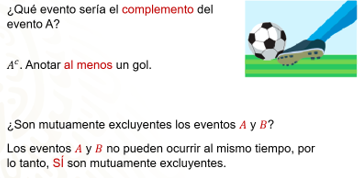 ¿Qué evento sería el complemento del
evento A?
Aᶜ. Anotar al menos un gol.
¿Son mutuamente excluyentes los eventos A y B?
Los eventos A y B no pueden ocurrir al mismo tiempo, por
lo tanto, SÍ son mutuamente excluyentes.